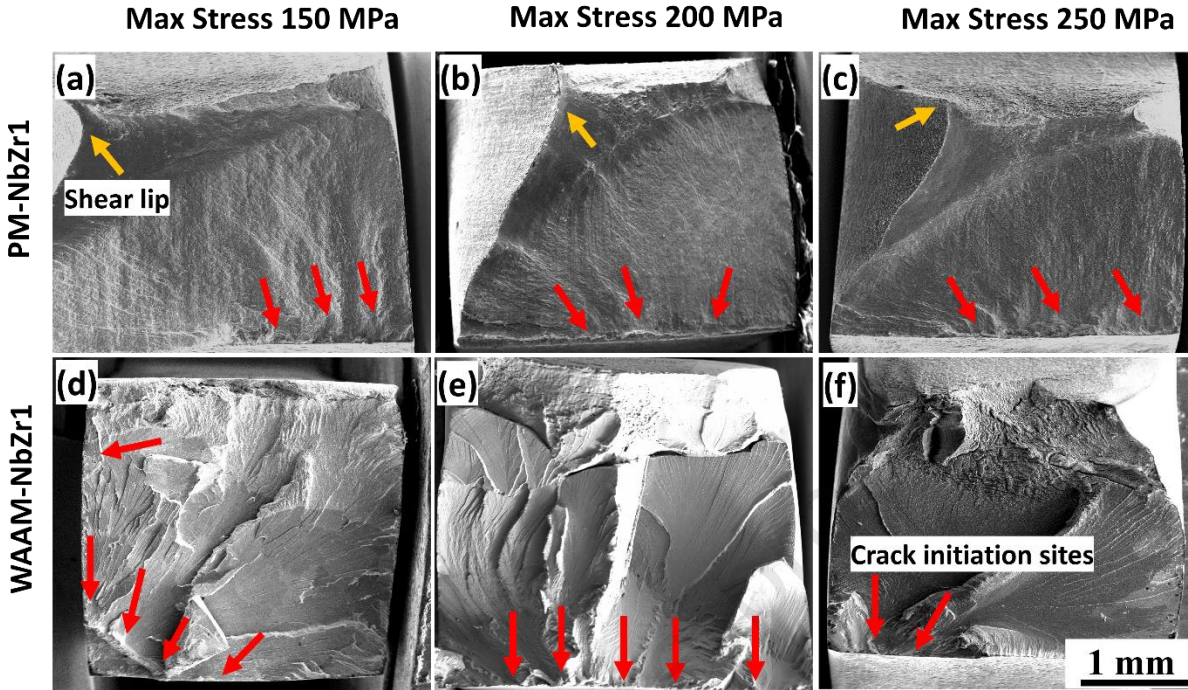 Max Stress 150 MPa
Max Stress 200 MPa
Max Stress 250 MPa
PM-NbZr1
(a)
(b)
(c)
Shear lip
WAAM-NbZr1
(d)
(e)
(f)
Crack initiation sites
1 mm